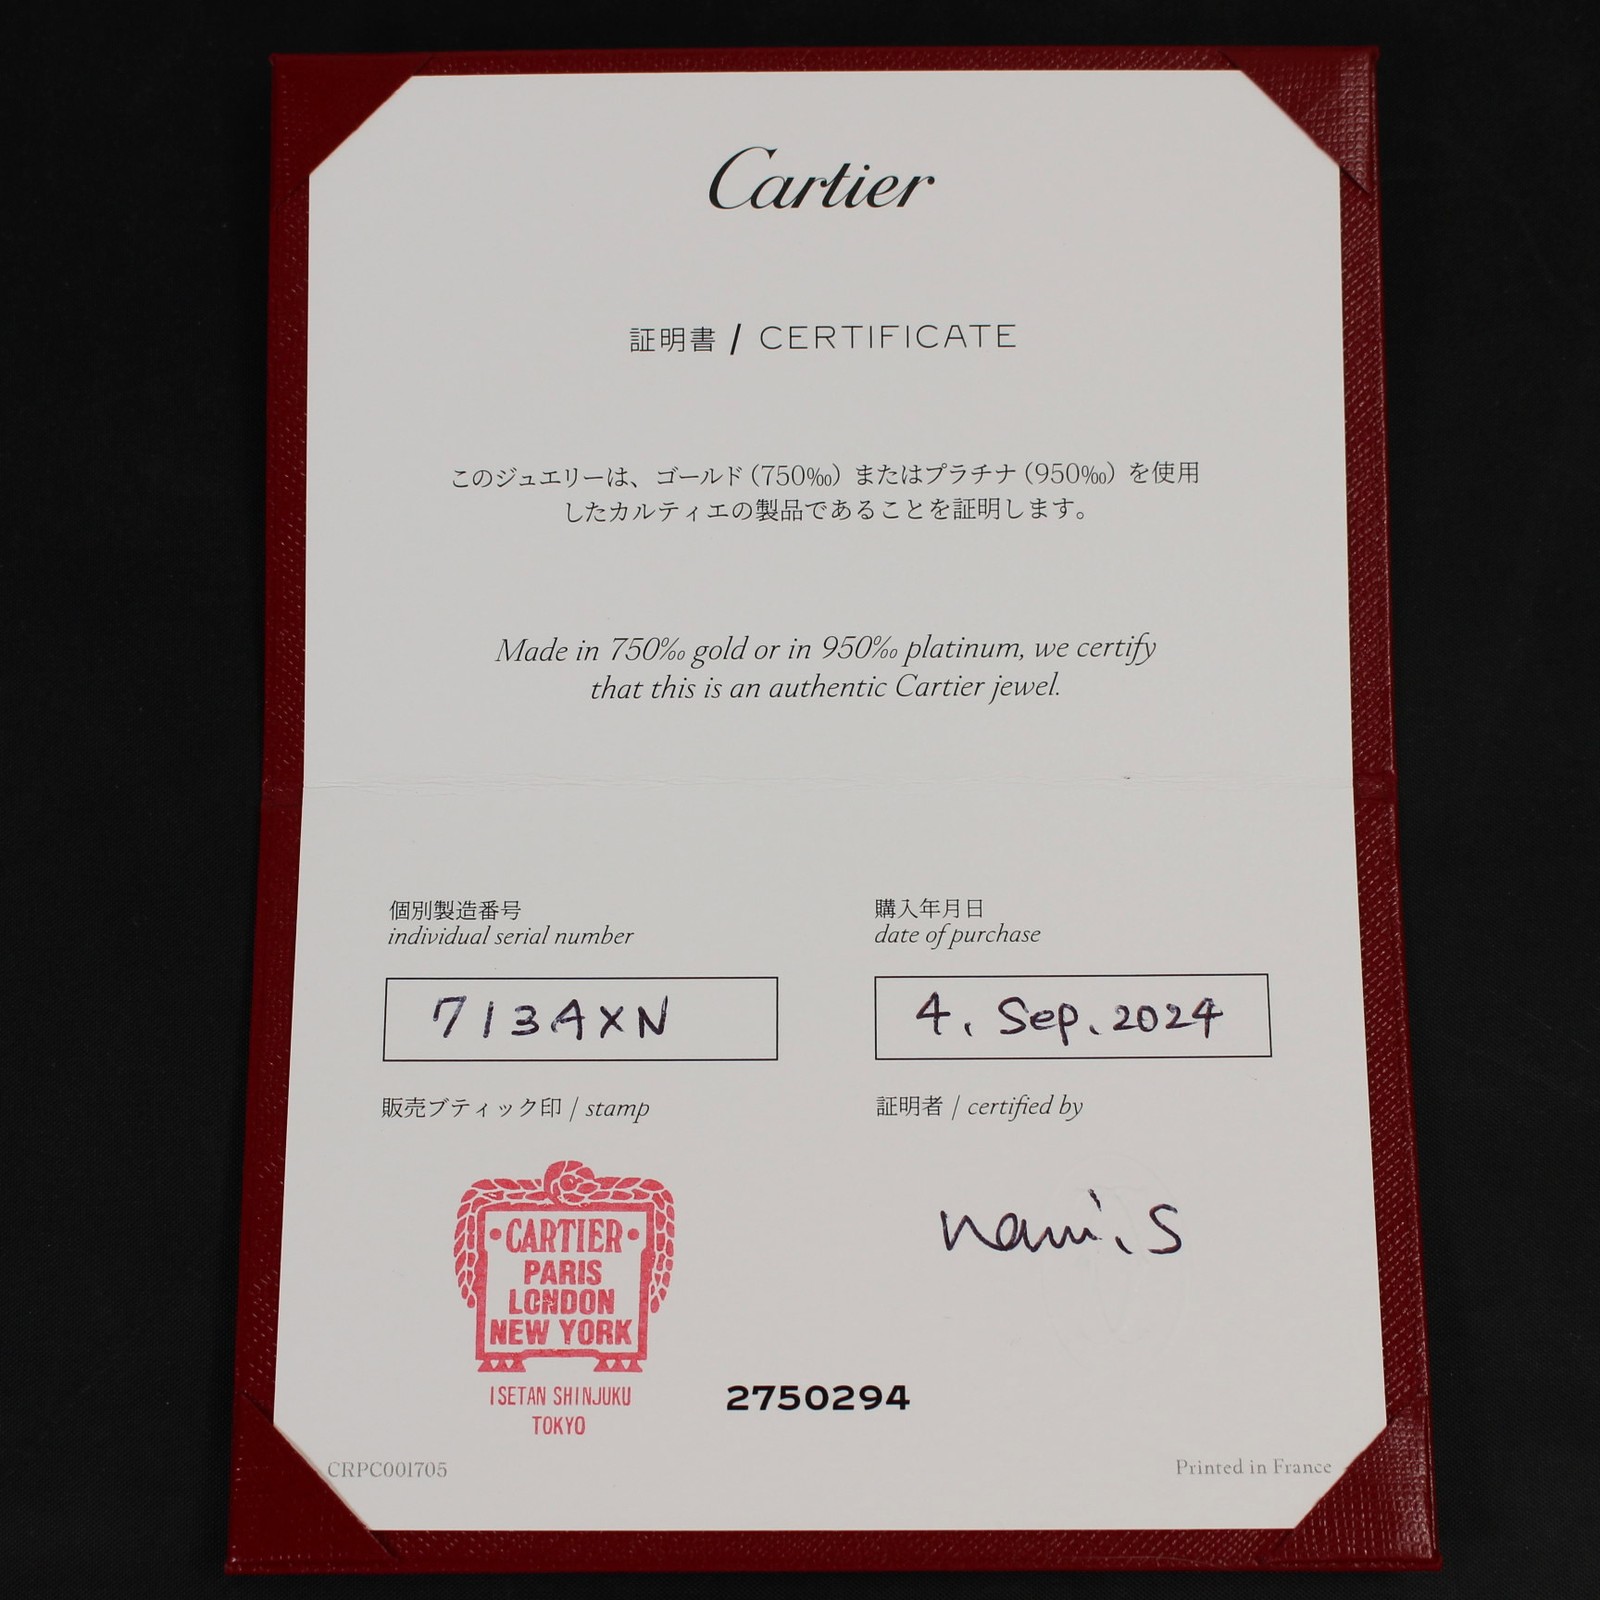 Cartier
証明書 / CERTIFICATE
このジュエリーは、ゴールド（750‰）またはプラチナ（950‰）を使用
したカルティエの製品であることを証明します。
Made in 750‰ gold or in 950‰ platinum, we certify
that this is an authentic Cartier jewel.
個別製造番号
individual serial number
713AXN
購入年月日
date of purchase
4. Sep. 2024
販売ブティック印 / stamp
CARTIER
PARIS
LONDON
NEW YORK
ISETAN SHINJUKU
TOKYO
証明者 / certified by
nami.S
2750294
CRPC001705
Printed in France